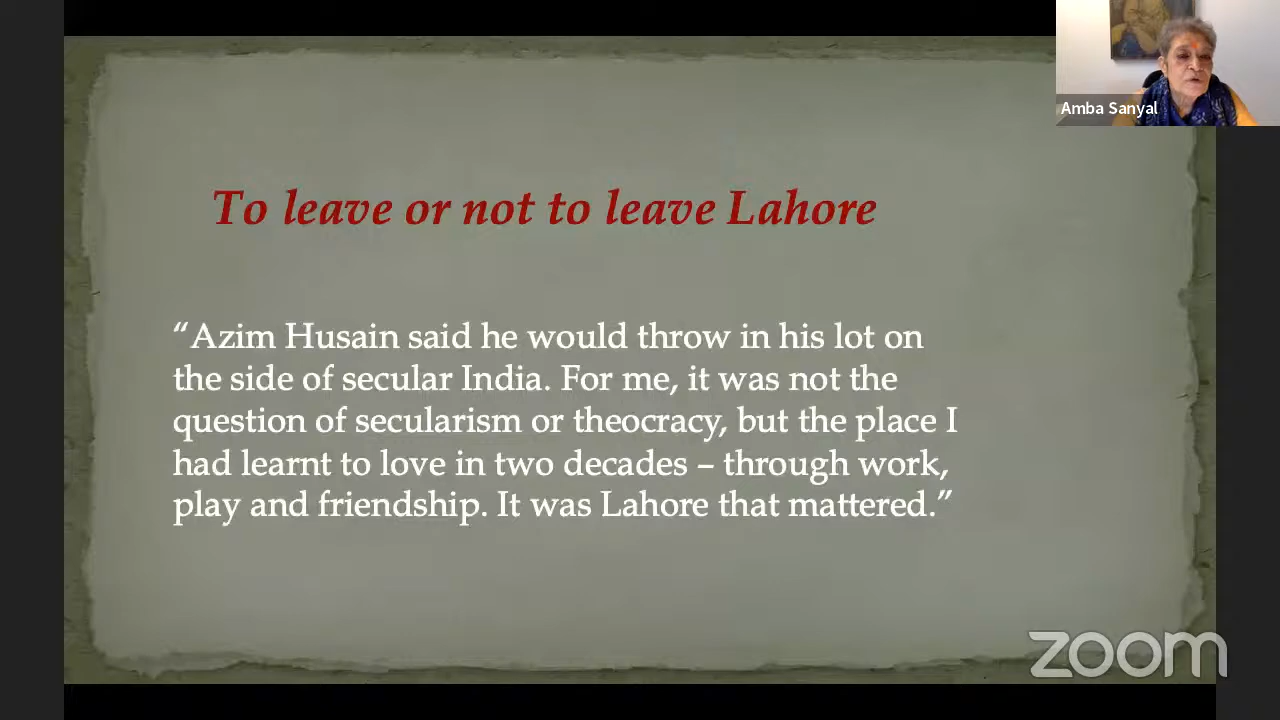 Amba Sanyal
To leave or not to leave Lahore
“Azim Husain said he would throw in his lot on
the side of secular India. For me, it was not the
question of secularism or theocracy, but the place I
had learnt to love in two decades – through work,
play and friendship. It was Lahore that mattered.”
zoom